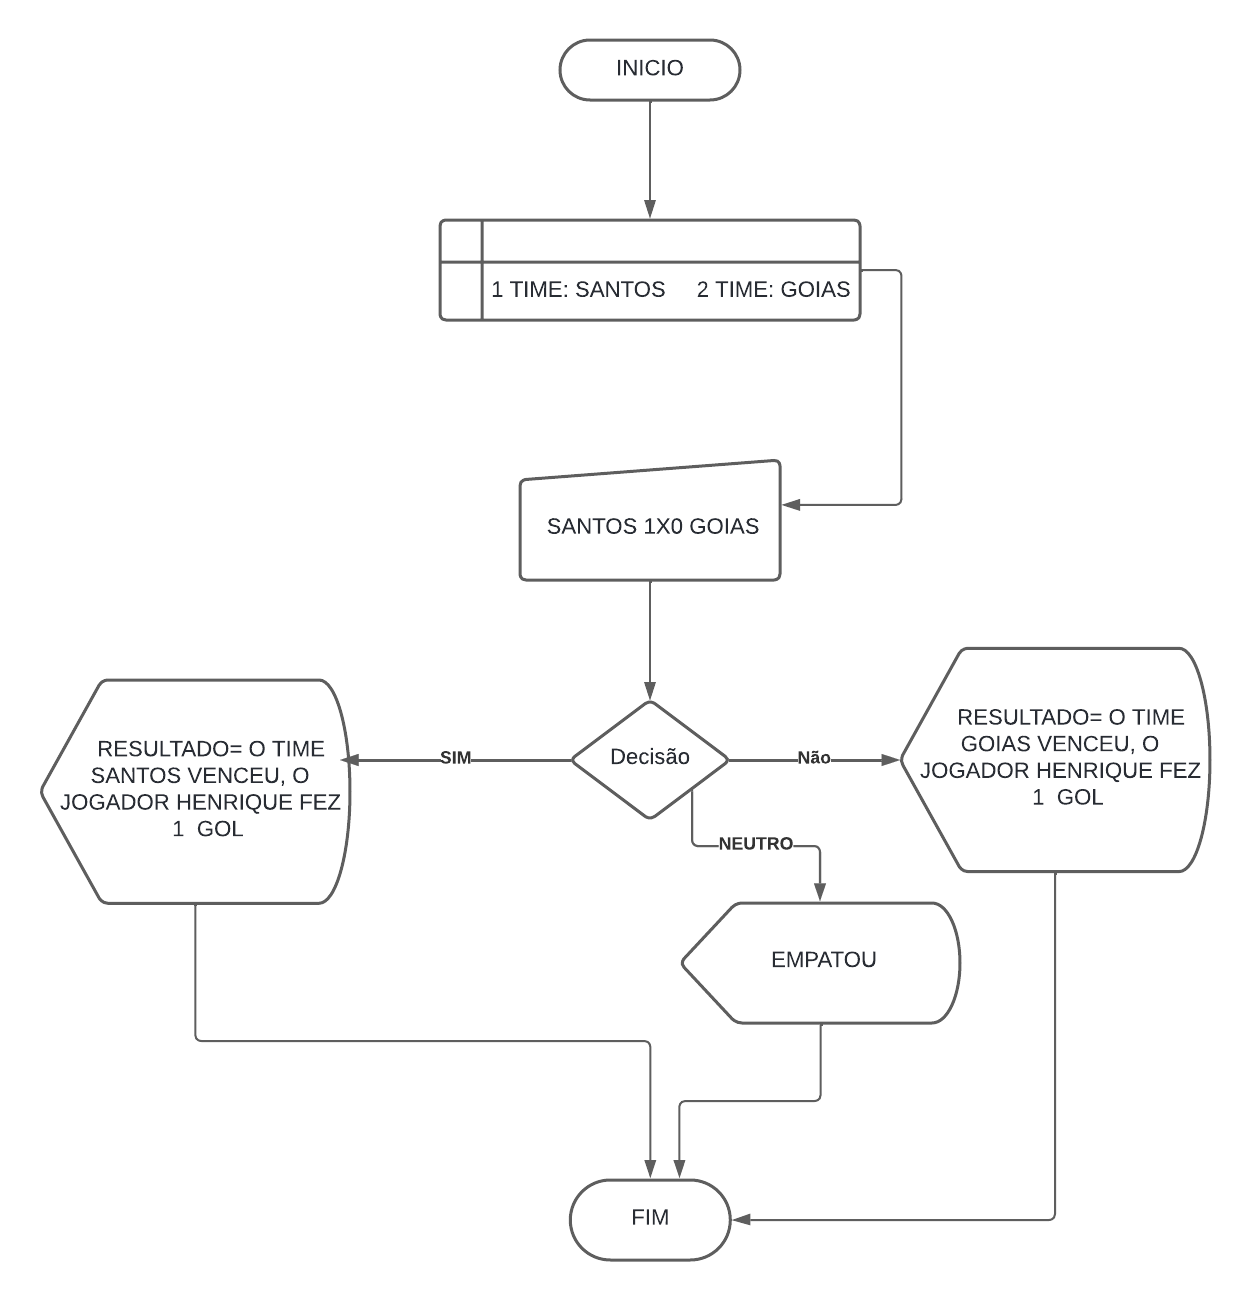 INICIO
1 TIME: SANTOS     2 TIME: GOIAS
SANTOS 1X0 GOIAS
Decisão
SIM
Não
NEUTRO
RESULTADO= O TIME
SANTOS VENCEU, O
JOGADOR HENRIQUE FEZ
1  GOL
RESULTADO= O TIME
GOIAS VENCEU, O
JOGADOR HENRIQUE FEZ
1  GOL
EMPATOU
FIM